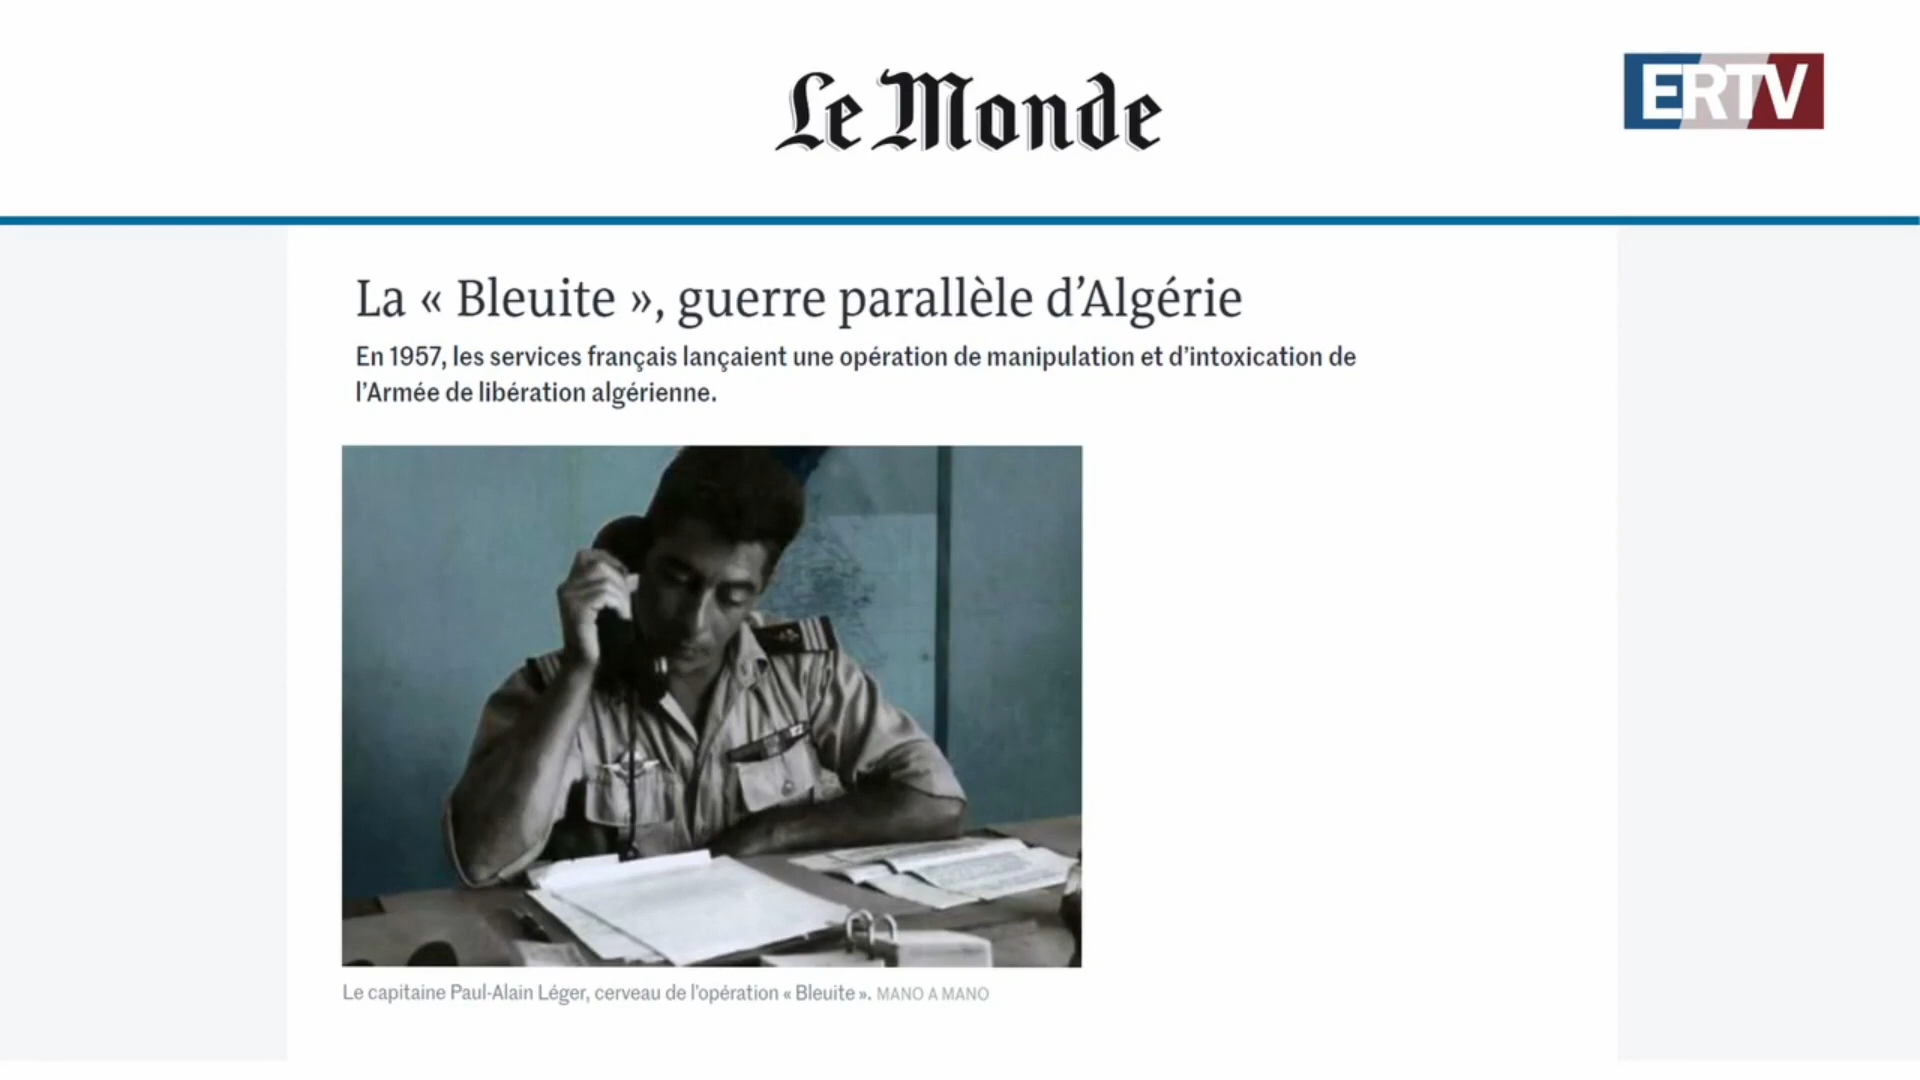 Le Monde
ERTV
La « Bleuite », guerre parallèle d’Algérie
En 1957, les services français lançaient une opération de manipulation et d’intoxication de
l’Armée de libération algérienne.
Le capitaine Paul-Alain Léger, cerveau de l’opération « Bleuite ». MANO A MANO